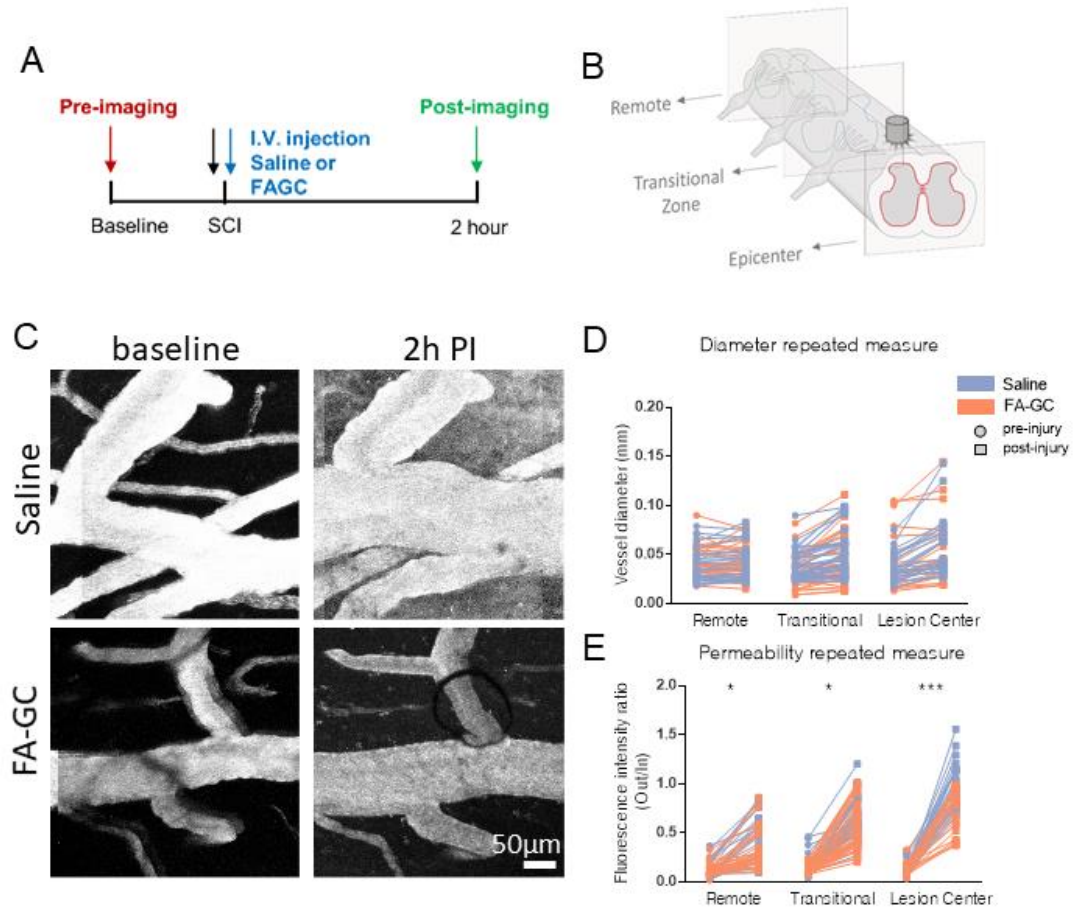 A
Pre-imaging
I.V. injection
Saline or
FAGC
Post-imaging
Baseline
SCI
2 hour
B
Remote
Transitional
Zone
Epicenter
C
baseline
2h PI
Saline
FA-GC
50μm
D
Diameter repeated measure
Saline
FA-GC
pre-injury
post-injury
Vessel diameter (mm)
0.20
0.15
0.10
0.05
0.00
Remote
Transitional
Lesion Center
E
Permeability repeated measure
Fluorescence intensity ratio
(Out/In)
2.0
1.5
1.0
0.5
0.0
*
*
***
Remote
Transitional
Lesion Center